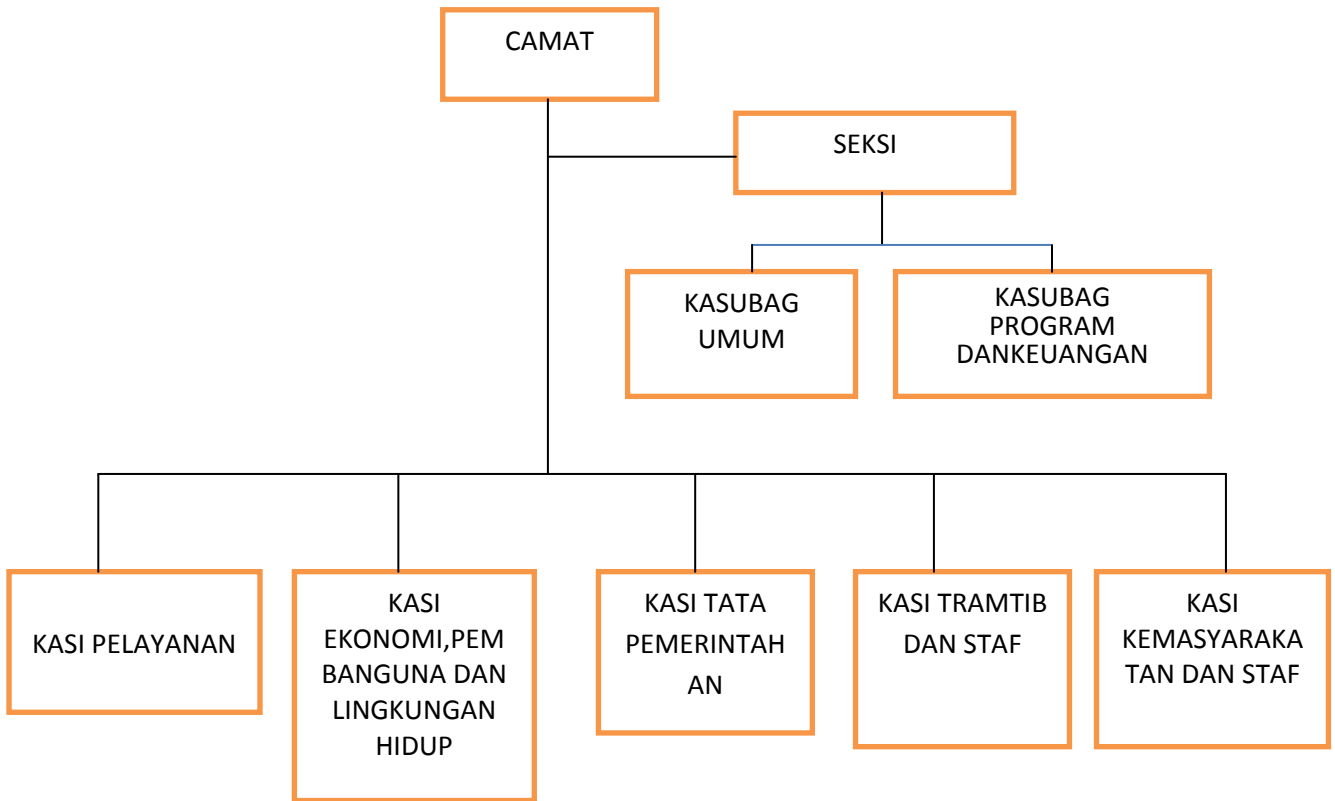 CAMAT
SEKSI
KASUBAG
UMUM
KASUBAG
PROGRAM
DANKEUANGAN
KASI PELAYANAN
KASI
EKONOMI,PEM
BANGUNA DAN
LINGKUNGAN
HIDUP
KASI TATA
PEMERINTAH
AN
KASI TRAMTIB
DAN STAF
KASI
KEMASYARAKA
TAN DAN STAF